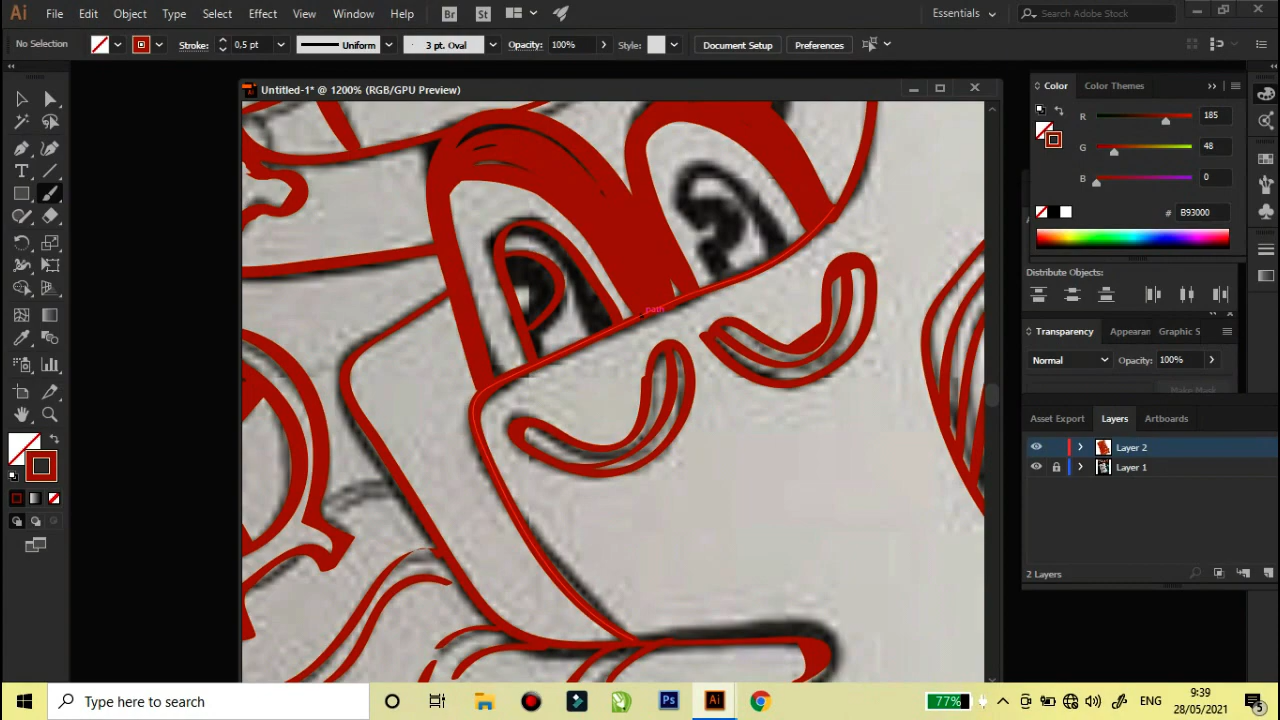 Ai File Edit Object Type Select Effect View Window Help Br St Essentials Search Adobe Stock
No Selection Stroke: 0,5 pt Uniform 3 pt. Oval Opacity: 100% Style: Document Setup Preferences
Untitled-1* @ 1200% (RGB/GPU Preview)
Color Color Themes
R 185
G 48
B 0
# B93000
Distribute Objects:
Transparency Appearan Graphic S
Normal Opacity: 100%
Make Mask
Asset Export Layers Artboards
Layer 2
Layer 1
2 Layers
path
Type here to search Ps Ai 77% ENG 9:39
28/05/2021 5